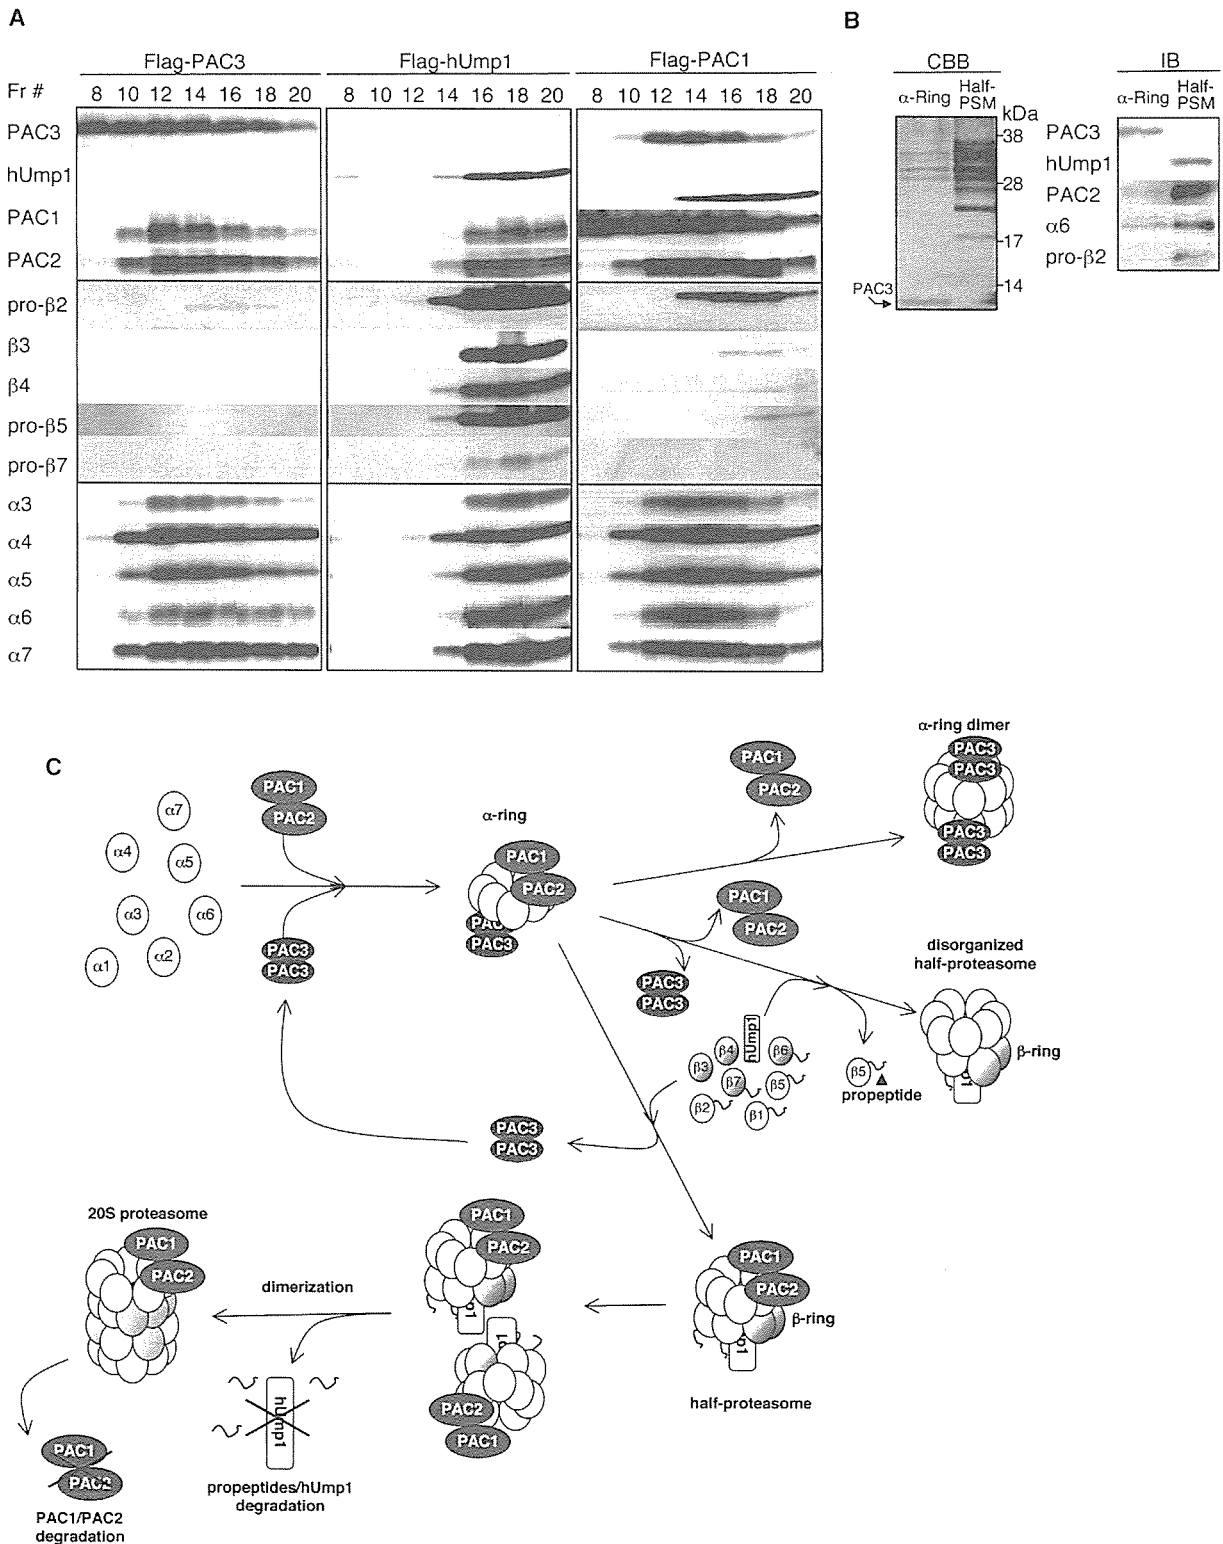 A
Flag-PAC3 Flag-hUmp1 Flag-PAC1
Fr # 8 10 12 14 16 18 20 8 10 12 14 16 18 20 8 10 12 14 16 18 20
PAC3
hUmp1
PAC1
PAC2
pro-β2
β3
β4
pro-β5
pro-β7
α3
α4
α5
α6
α7
B
CBB
α-Ring Half-PSM
kDa
38
28
17
14
PAC3
IB
α-Ring Half-PSM
PAC3
hUmp1
PAC2
α6
pro-β2
C
α7
α4
α5
α3
α6
α1
α2
PAC1
PAC2
PAC3
PAC3
α-ring
PAC1
PAC2
PAC3
PAC1
PAC2
α-ring dimer
PAC3
PAC3
PAC3
PAC3
PAC1
PAC2
PAC3
PAC3
disorganized
half-proteasome
β-ring
hUmp1
β4
β6
β3
β7
β5
β2
β1
β5
propeptide
PAC3
PAC3
20S proteasome
PAC1
PAC2
dimerization
PAC1
PAC2
PAC2
PAC1
PAC1
PAC2
β-ring
half-proteasome
hUmp1
propeptides/hUmp1
degradation
PAC1
PAC2
PAC1/PAC2
degradation